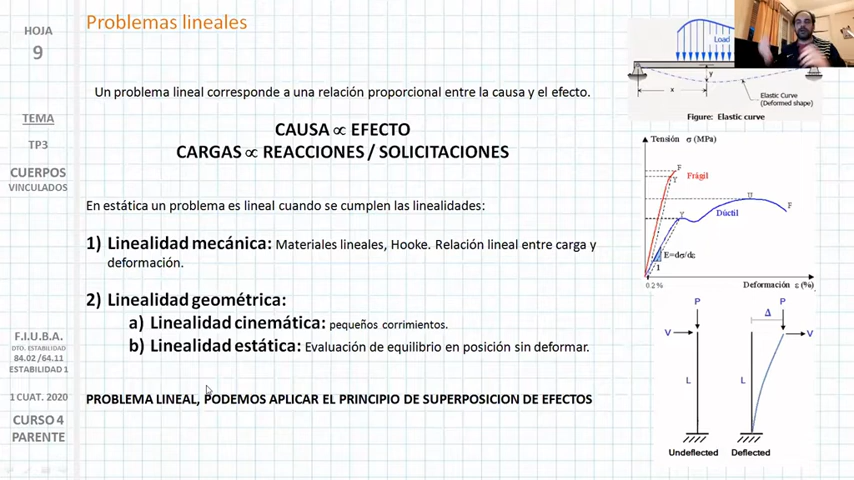 HOJA
9
TEMA
TP3
CUERPOS
VINCULADOS
F.I.U.B.A.
DTO. ESTABILIDAD
84.02 / 64.11
ESTABILIDAD 1
1 CUAT. 2020
CURSO 4
PARENTE
Problemas lineales
Un problema lineal corresponde a una relación proporcional entre la causa y el efecto.
CAUSA ∝ EFECTO
CARGAS ∝ REACCIONES / SOLICITACIONES
En estática un problema es lineal cuando se cumplen las linealidades:
1) Linealidad mecánica: Materiales lineales, Hooke. Relación lineal entre carga y
deformación.
2) Linealidad geométrica:
a) Linealidad cinemática: pequeños corrimientos.
b) Linealidad estática: Evaluación de equilibrio en posición sin deformar.
PROBLEMA LINEAL, PODEMOS APLICAR EL PRINCIPIO DE SUPERPOSICION DE EFECTOS
Load
y
x
Elastic Curve
(Deformed shape)
Figure: Elastic curve
Tensión σ (MPa)
F
Y
Frágil
U
F
Y
Dúctil
E=dσ/dε
1
0.2 %
Deformación ε (%)
P
P
Δ
V
V
L
L
Undeflected
Deflected